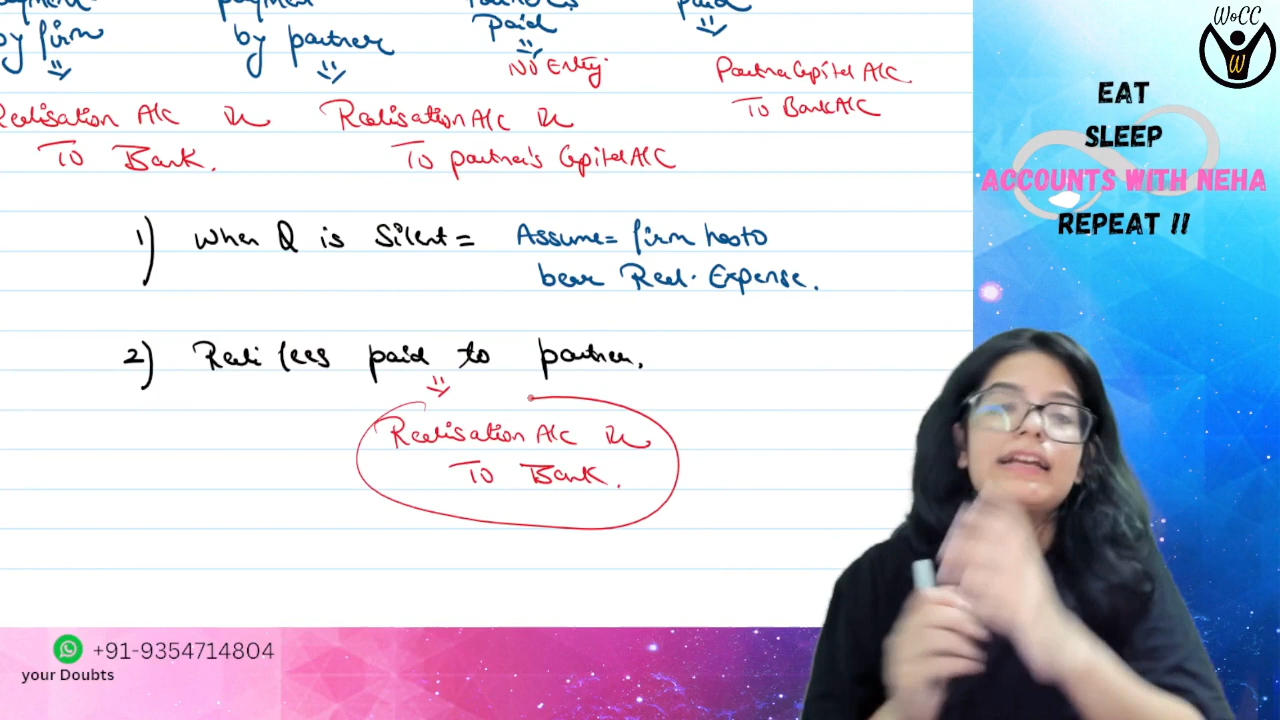 payment
by firm
by partner
Paid
No Entry
paid
Partner Capital A/C
To Bank A/C
Realisation A/c Dr
To Bank.
Realisation A/c Dr
To partner's Capital A/C
1) When Q is Silent = Assume = firm has to
bear Real. Expense.
2) Reali fees paid to partner.
Realisation A/c Dr
To Bank.
WoCC
W
EAT
SLEEP
ACCOUNTS WITH NEHA
REPEAT !!
+91-9354714804
your Doubts